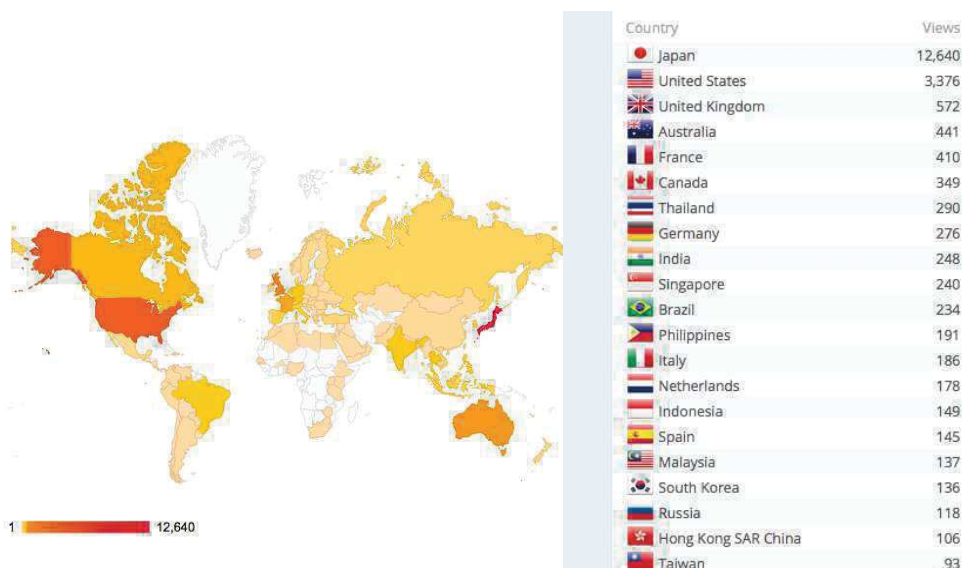 Country Views
Japan 12,640
United States 3,376
United Kingdom 572
Australia 441
France 410
Canada 349
Thailand 290
Germany 276
India 248
Singapore 240
Brazil 234
Philippines 191
Italy 186
Netherlands 178
Indonesia 149
Spain 145
Malaysia 137
South Korea 136
Russia 118
Hong Kong SAR China 106
Taiwan 93
1 12,640